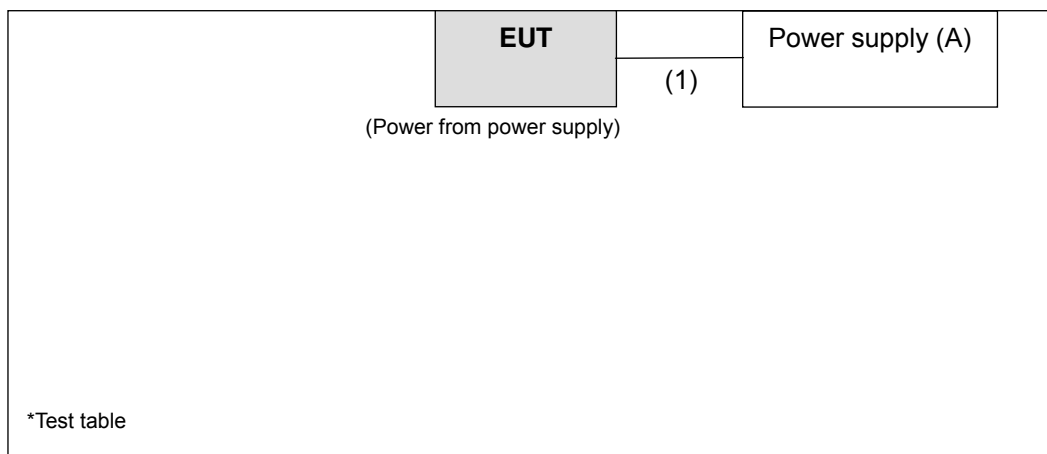 EUT
Power supply (A)
(1)
(Power from power supply)
*Test table